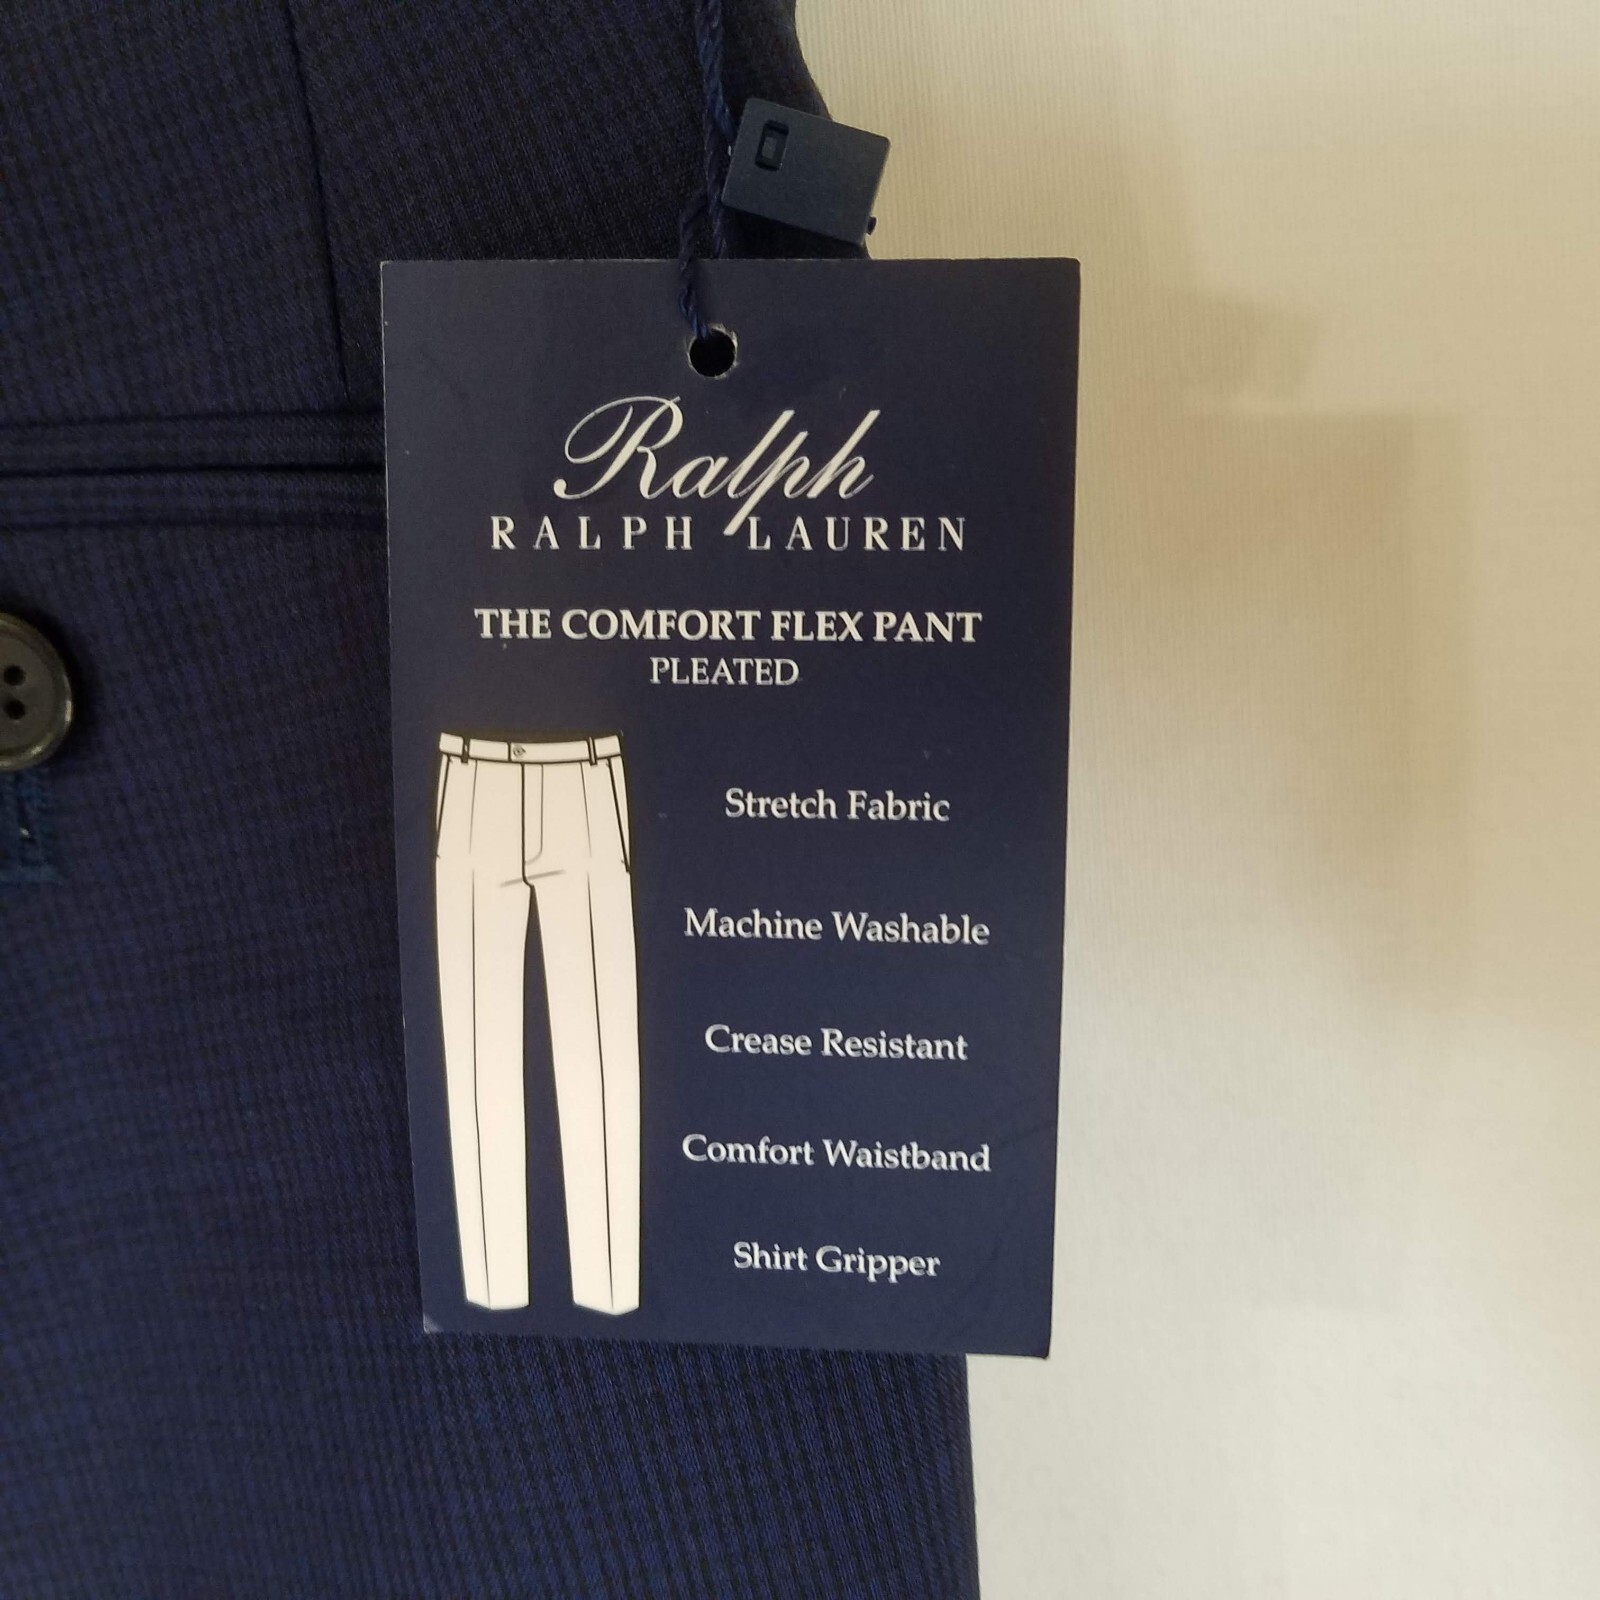 Ralph
RALPH LAUREN
THE COMFORT FLEX PANT
PLEATED
Stretch Fabric
Machine Washable
Crease Resistant
Comfort Waistband
Shirt Gripper